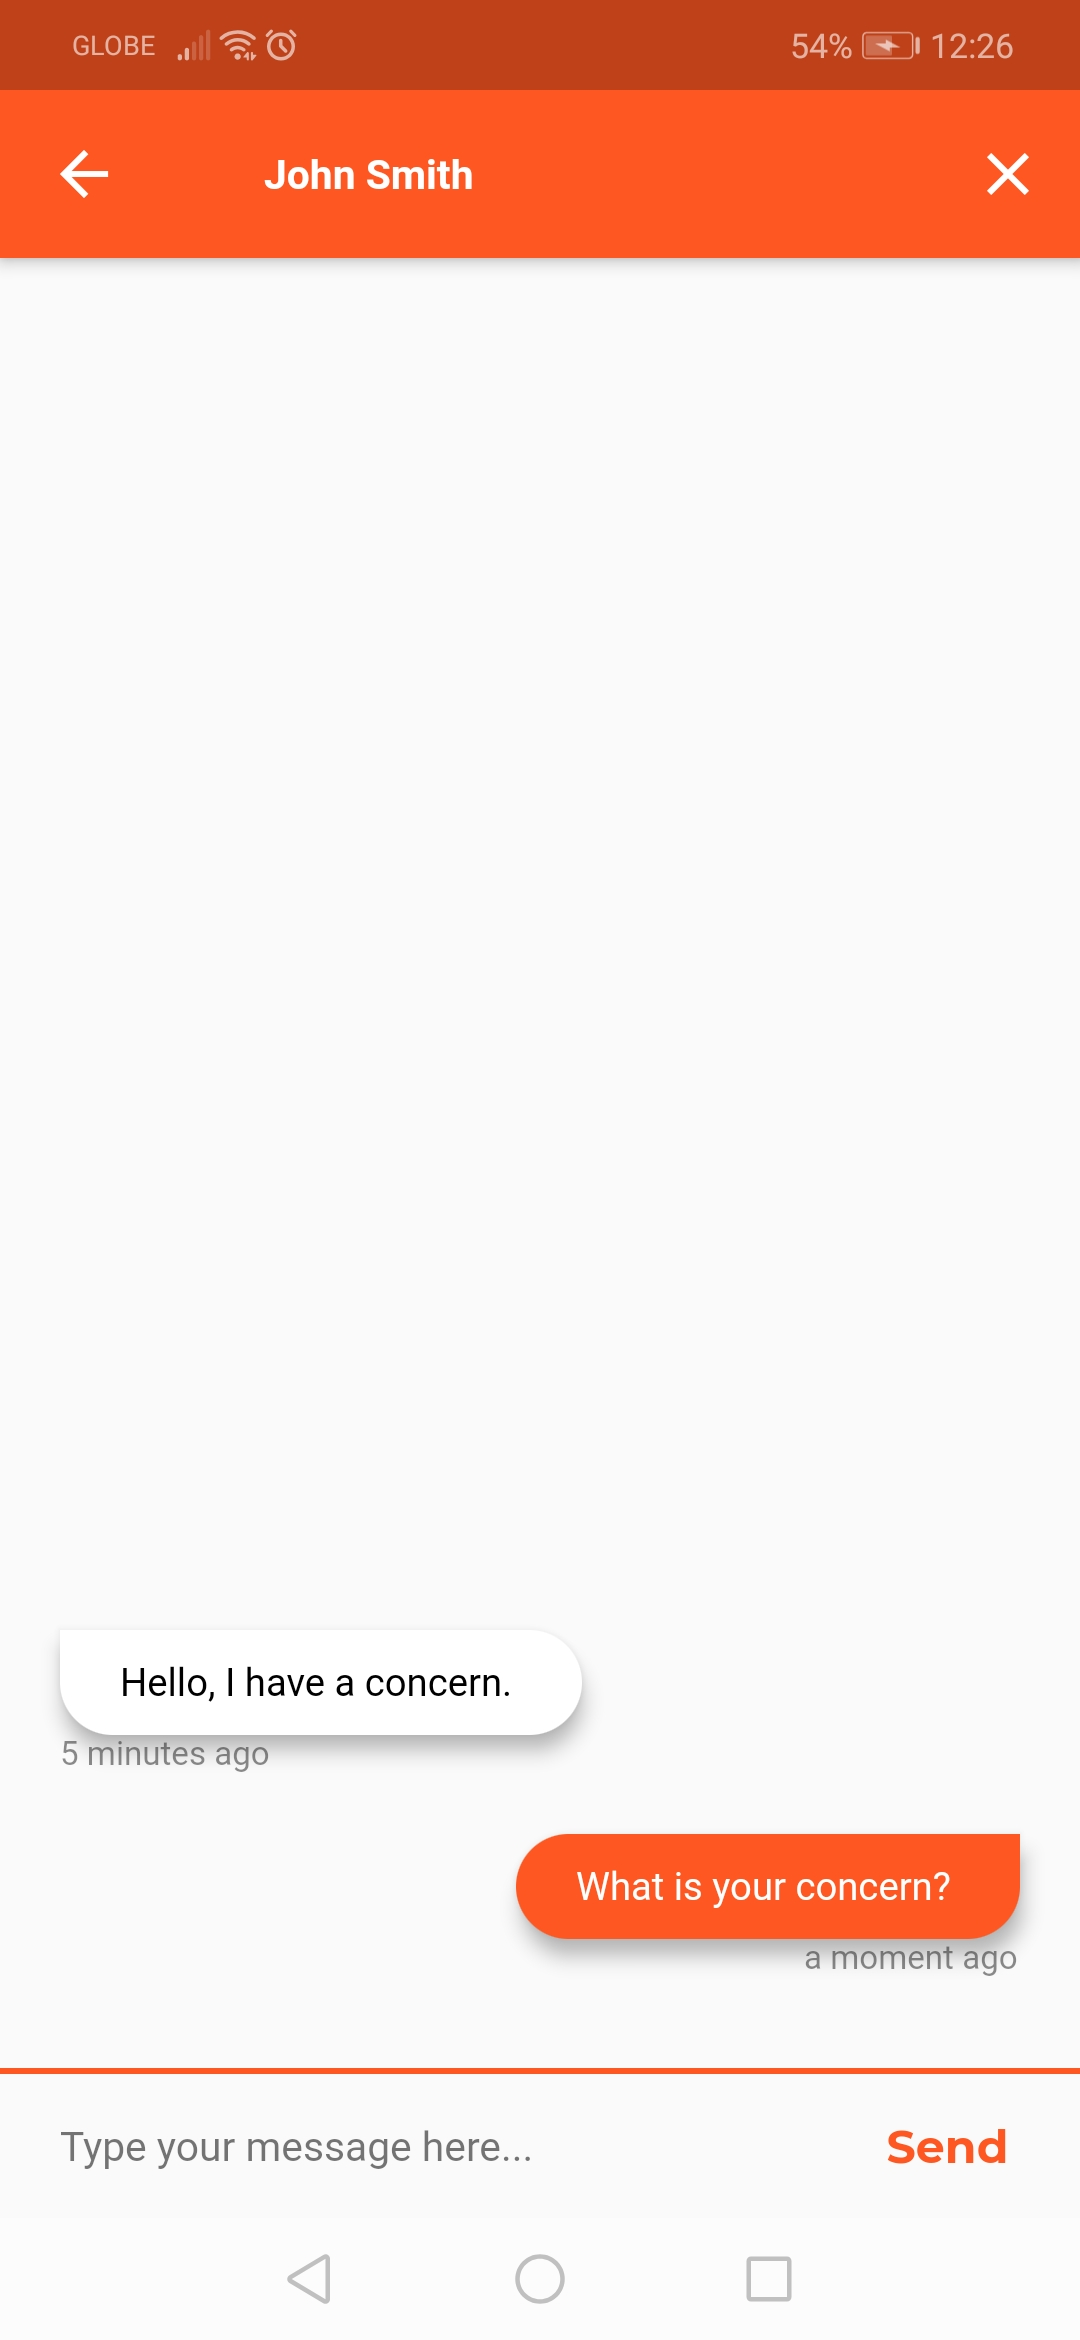 GLOBE 54% 12:26
John Smith
Hello, I have a concern.
5 minutes ago
What is your concern?
a moment ago
Type your message here... Send